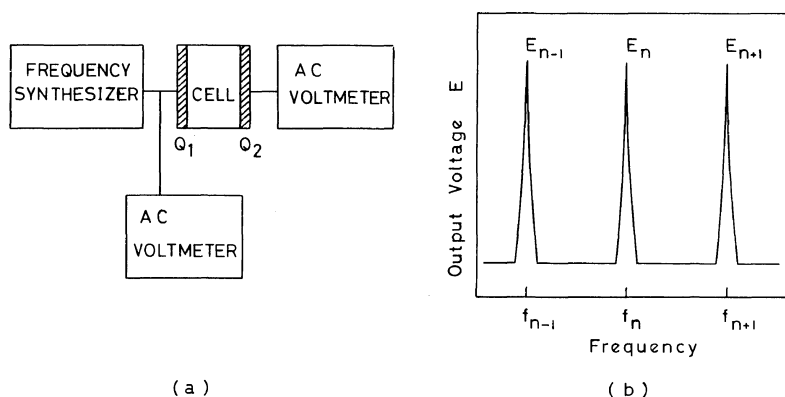 FREQUENCY
SYNTHESIZER
CELL
AC
VOLTMETER
Q1
Q2
AC
VOLTMETER
(a)
Output Voltage E
En-1
En
En+1
fn-1
fn
fn+1
Frequency
(b)